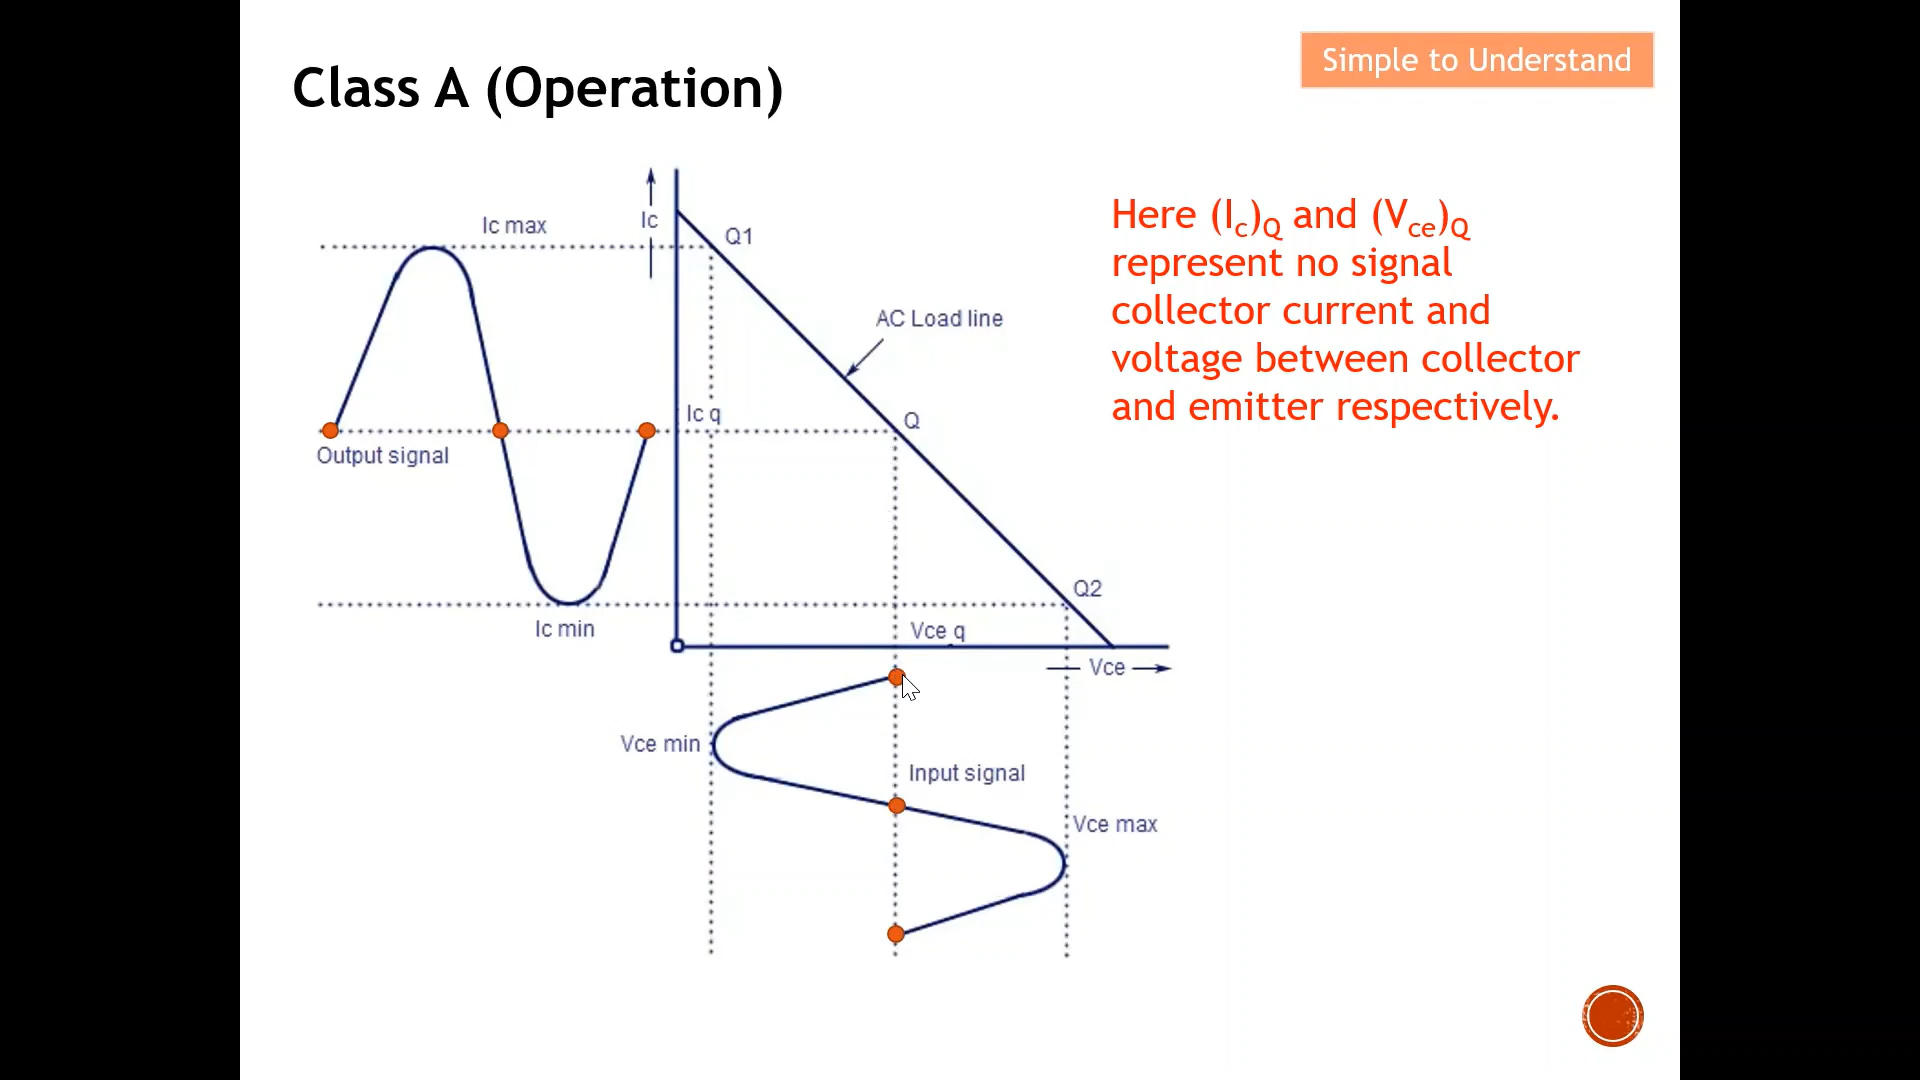 Simple to Understand
Class A (Operation)
Ic max
Ic
Q1
Here (Ic)Q and (Vce)Q
represent no signal
collector current and
voltage between collector
and emitter respectively.
AC Load line
Ic q
Q
Output signal
Q2
Ic min
Vce q
Vce
Vce min
Input signal
Vce max